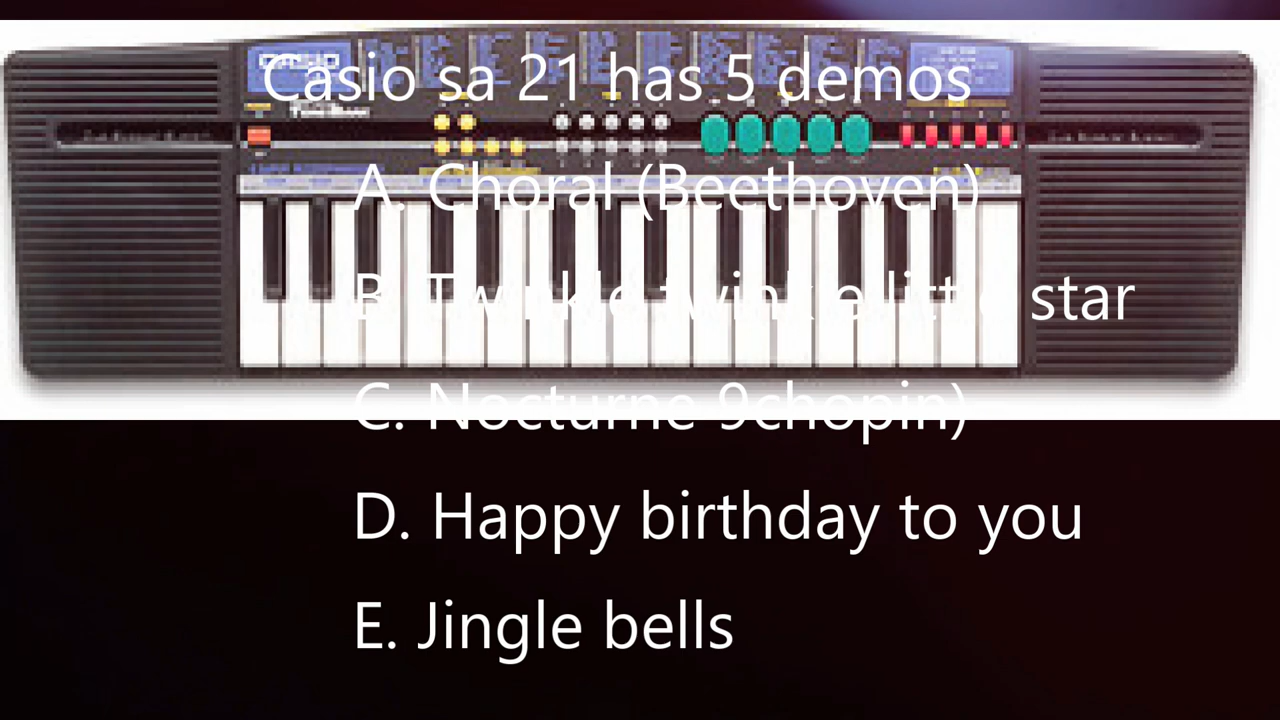 Casio sa 21 has 5 demos
A. Choral (Beethoven)
B. Twinkle twinkle little star
C. Nocturne 9chopin)
D. Happy birthday to you
E. Jingle bells